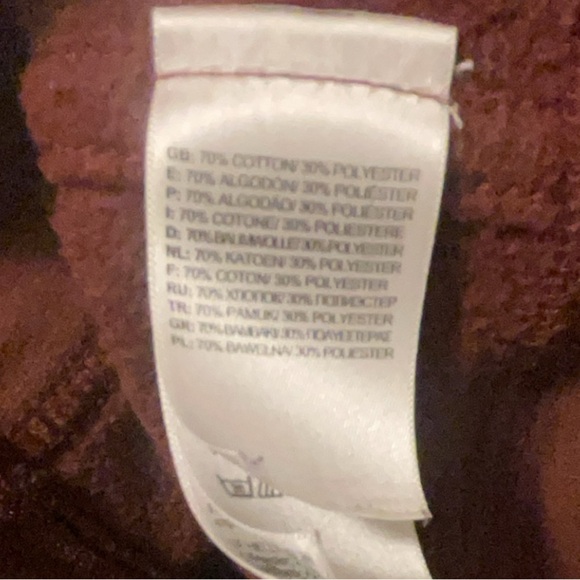 GB: 70% COTTON/ 30% POLYESTER
E: 70% ALGODÓN/ 30% POLIÉSTER
P: 70% ALGODÃO/ 30% POLIÉSTER
I: 70% COTONE/ 30% POLIESTERE
D: 70% BAUMWOLLE/ 30% POLYESTER
NL: 70% KATOEN/ 30% POLYESTER
F: 70% COTON/ 30% POLYESTER
RU: 70% ХЛОПОК/ 30% ПОЛИЭСТЕР
TR: 70% PAMUK/ 30% POLYESTER
GR: 70% ΒΑΜΒΑΚΙ/ 30% ΠΟΛΥΕΣΤΕΡΑΣ
PL: 70% BAWEŁNA/ 30% POLIESTER